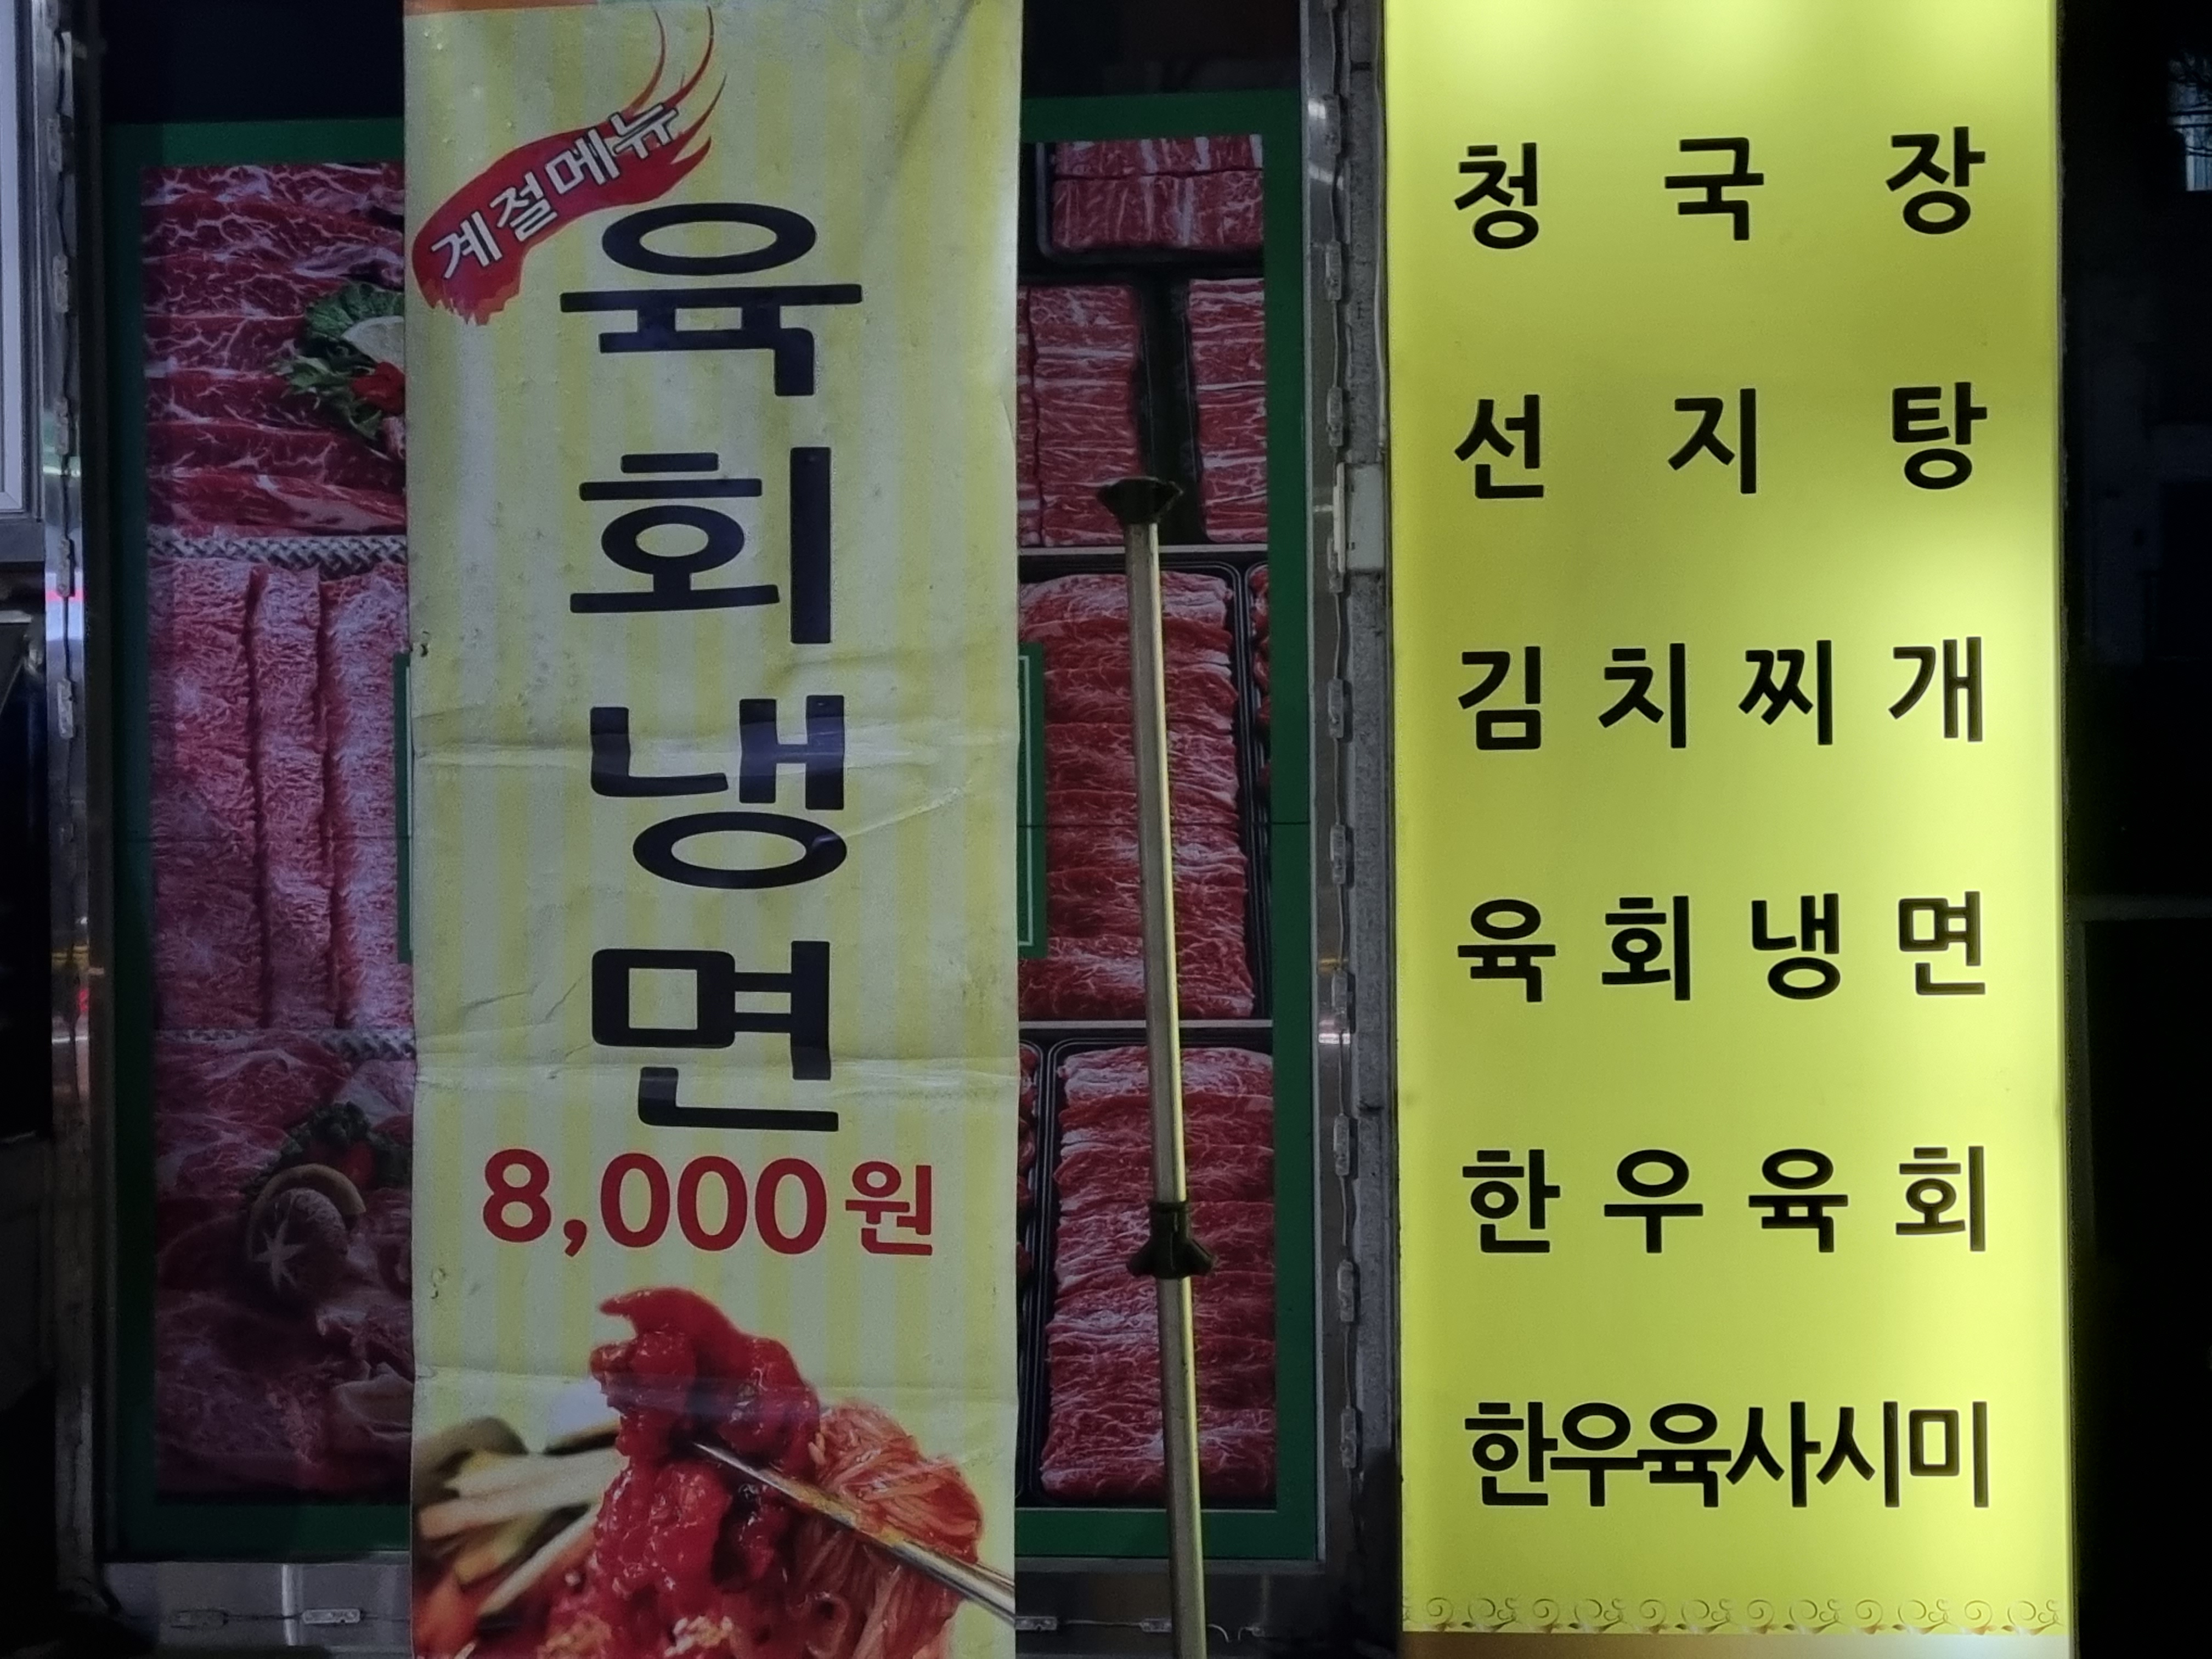 계절메뉴
육회냉면
8,000원
청국장
선지탕
김치찌개
육회냉면
한우육회
한우육사시미